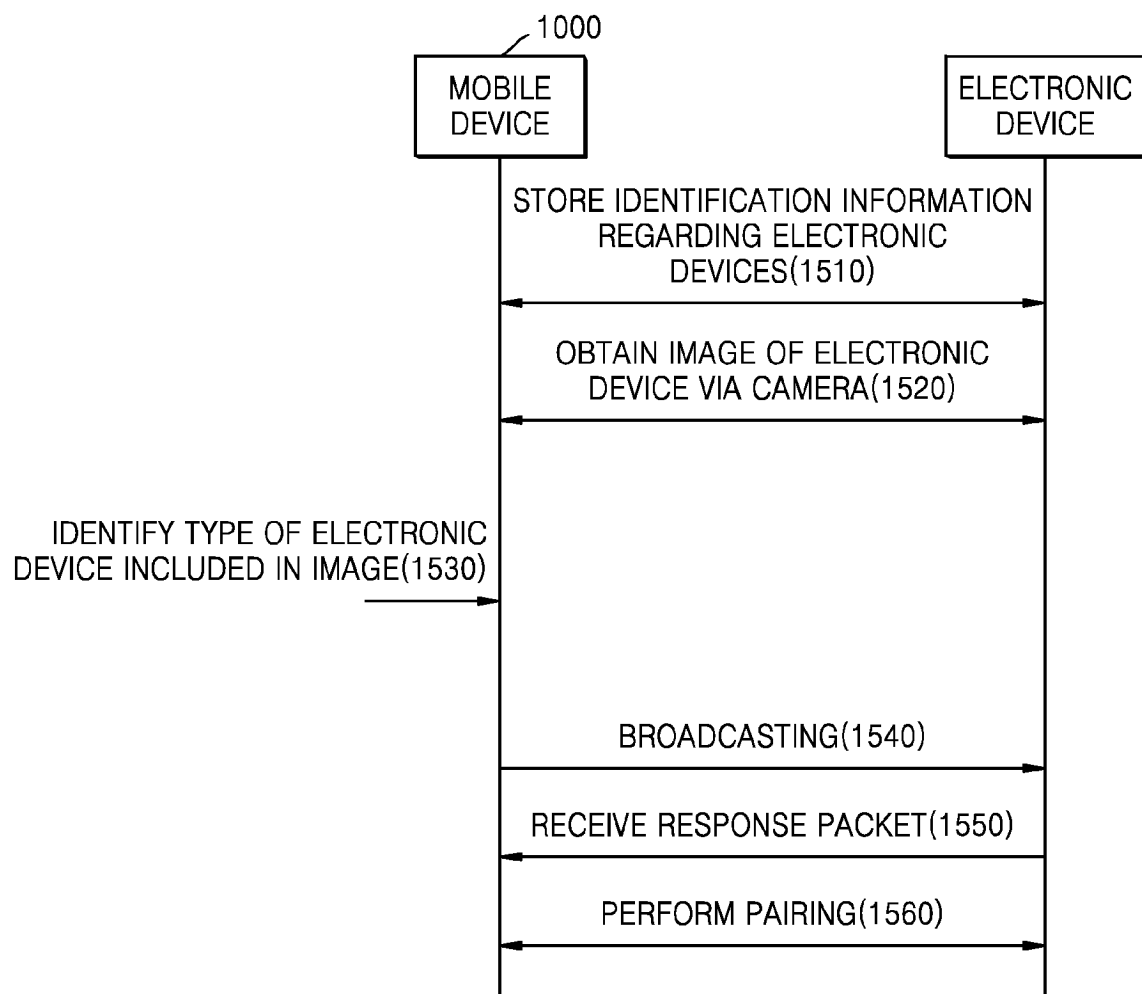 1000
MOBILE
DEVICE
ELECTRONIC
DEVICE
STORE IDENTIFICATION INFORMATION
REGARDING ELECTRONIC
DEVICES(1510)
OBTAIN IMAGE OF ELECTRONIC
DEVICE VIA CAMERA(1520)
IDENTIFY TYPE OF ELECTRONIC
DEVICE INCLUDED IN IMAGE(1530)
BROADCASTING(1540)
RECEIVE RESPONSE PACKET(1550)
PERFORM PAIRING(1560)